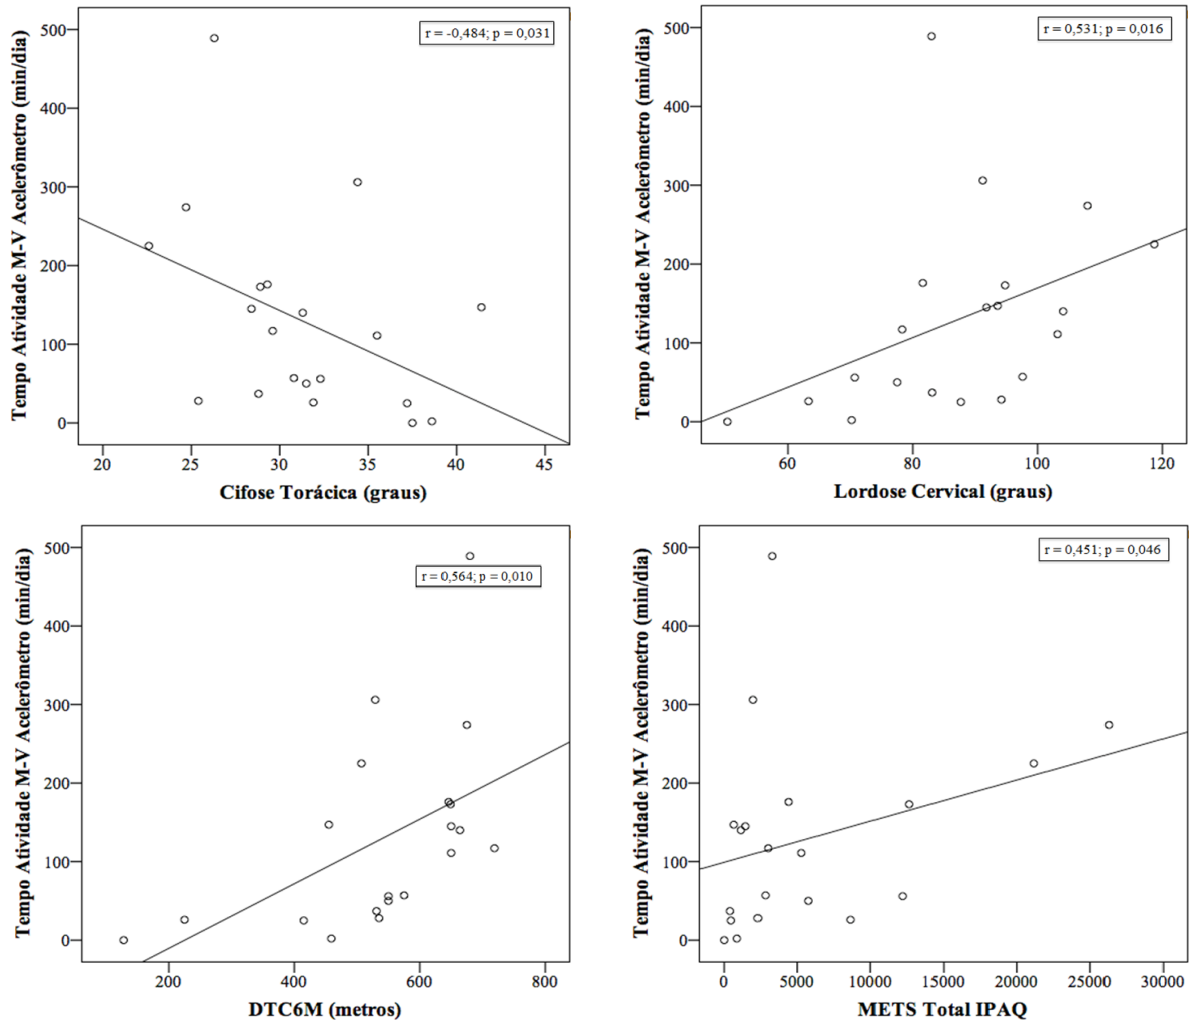 r = -0,484; p = 0,031
Tempo Atividade M-V Acelerômetro (min/dia)
500
400
300
200
100
0
20 25 30 35 40 45
Cifose Torácica (graus)
r = 0,531; p = 0,016
Tempo Atividade M-V Acelerômetro (min/dia)
500
400
300
200
100
0
60 80 100 120
Lordose Cervical (graus)
r = 0,564; p = 0,010
Tempo Atividade M-V Acelerômetro (min/dia)
500
400
300
200
100
0
200 400 600 800
DTC6M (metros)
r = 0,451; p = 0,046
Tempo Atividade M-V Acelerômetro (min/dia)
500
400
300
200
100
0
0 5000 10000 15000 20000 25000 30000
METS Total IPAQ